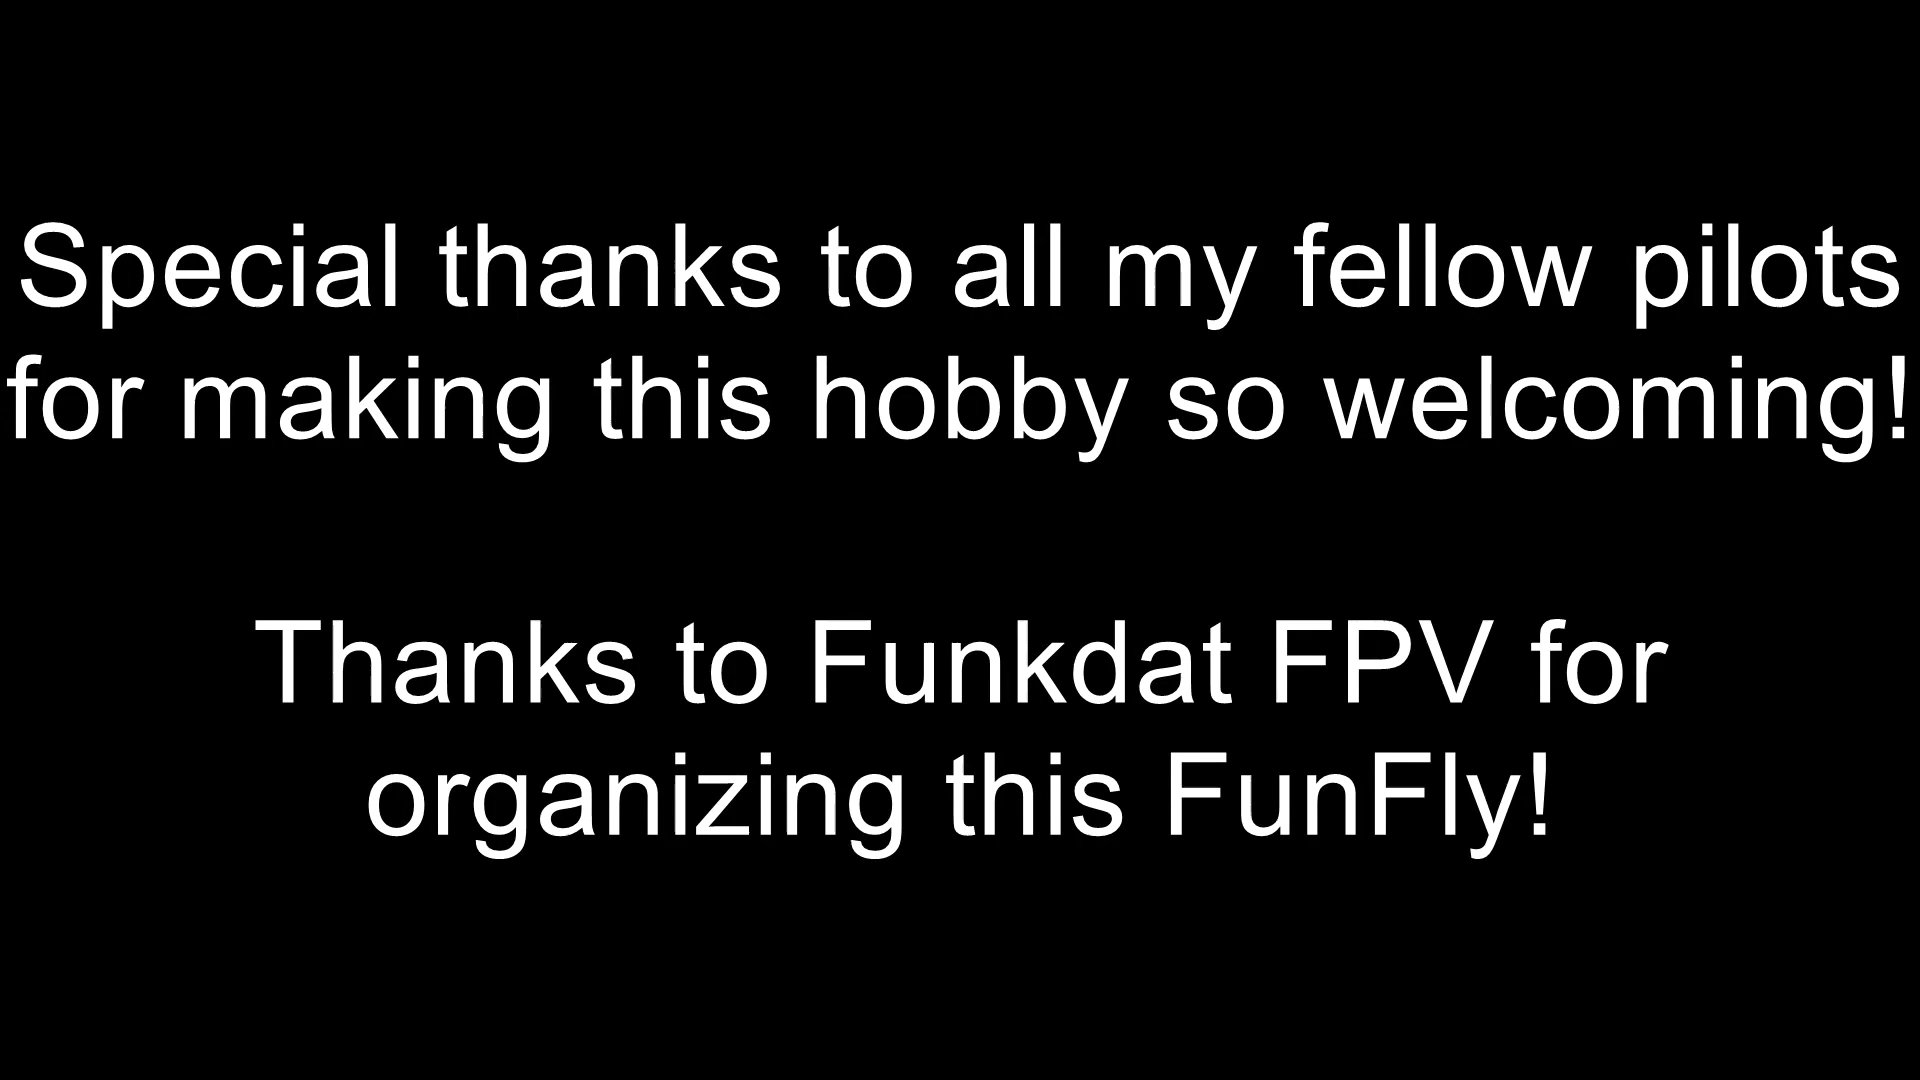 Special thanks to all my fellow pilots
for making this hobby so welcoming!
Thanks to Funkdat FPV for
organizing this FunFly!